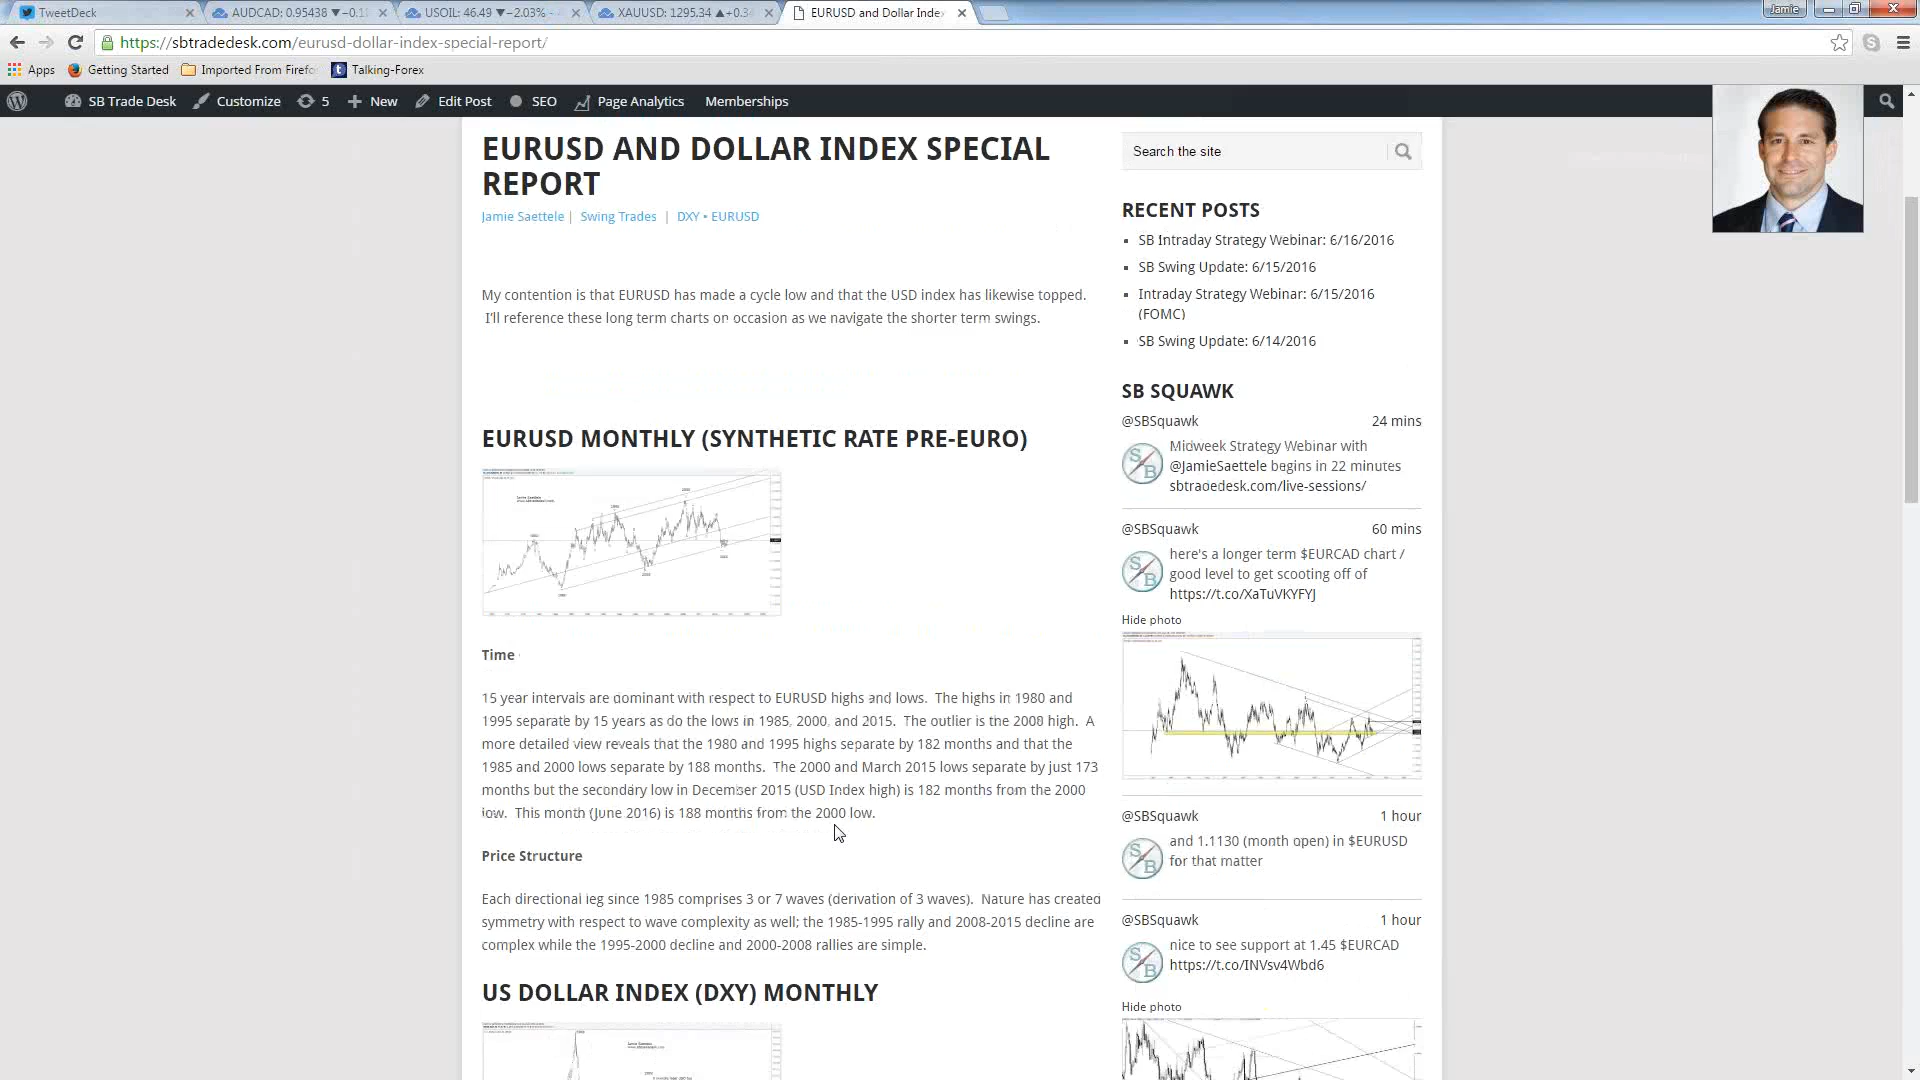 TweetDeck
AUDCAD: 0.95438 ▼−0.1
USOIL: 46.49 ▼−2.03% -
XAUUSD: 1295.34 ▲+0.3
EURUSD and Dollar Inde
Jamie
https://sbtradedesk.com/eurusd-dollar-index-special-report/
Apps
Getting Started
Imported From Firefo
Talking-Forex
SB Trade Desk
Customize
5
New
Edit Post
SEO
Page Analytics
Memberships
EURUSD AND DOLLAR INDEX SPECIAL
REPORT
Jamie Saettele | Swing Trades | DXY • EURUSD
My contention is that EURUSD has made a cycle low and that the USD index has likewise topped.
I'll reference these long term charts on occasion as we navigate the shorter term swings.
EURUSD MONTHLY (SYNTHETIC RATE PRE-EURO)
Time
15 year intervals are dominant with respect to EURUSD highs and lows. The highs in 1980 and
1995 separate by 15 years as do the lows in 1985, 2000, and 2015. The outlier is the 2008 high. A
more detailed view reveals that the 1980 and 1995 highs separate by 182 months and that the
1985 and 2000 lows separate by 188 months. The 2000 and March 2015 lows separate by just 173
months but the secondary low in December 2015 (USD Index high) is 182 months from the 2000
low. This month (June 2016) is 188 months from the 2000 low.
Price Structure
Each directional leg since 1985 comprises 3 or 7 waves (derivation of 3 waves). Nature has created
symmetry with respect to wave complexity as well; the 1985-1995 rally and 2008-2015 decline are
complex while the 1995-2000 decline and 2000-2008 rallies are simple.
US DOLLAR INDEX (DXY) MONTHLY
Search the site
RECENT POSTS
SB Intraday Strategy Webinar: 6/16/2016
SB Swing Update: 6/15/2016
Intraday Strategy Webinar: 6/15/2016
(FOMC)
SB Swing Update: 6/14/2016
SB SQUAWK
@SBSquawk 24 mins
Midweek Strategy Webinar with
@JamieSaettele begins in 22 minutes
sbtradedesk.com/live-sessions/
@SBSquawk 60 mins
here's a longer term $EURCAD chart /
good level to get scooting off of
https://t.co/XaTuVKYFYJ
Hide photo
@SBSquawk 1 hour
and 1.1130 (month open) in $EURUSD
for that matter
@SBSquawk 1 hour
nice to see support at 1.45 $EURCAD
https://t.co/INVsv4Wbd6
Hide photo